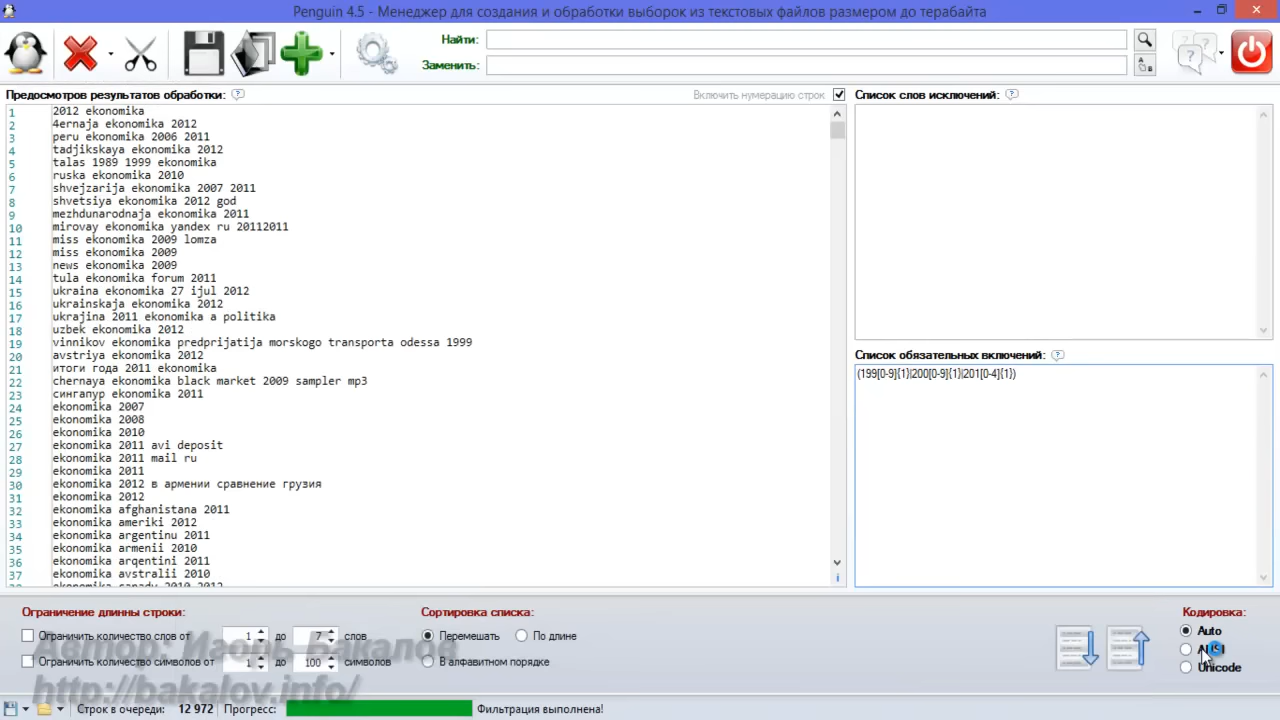 Penguin 4.5 - Менеджер для создания и обработки выборок из текстовых файлов размером до терабайта
Найти:
Заменить:
Предосмотров результатов обработки:
Включить нумерацию строк
Список слов исключений:
1 2012 ekonomika
2 4ernaja ekonomika 2012
3 peru ekonomika 2006 2011
4 tadjikskaya ekonomika 2012
5 talas 1989 1999 ekonomika
6 ruska ekonomika 2010
7 shvejzarija ekonomika 2007 2011
8 shvetsiya ekonomika 2012 god
9 mezhdunarodnaja ekonomika 2011
10 mirovay ekonomika yandex ru 20112011
11 miss ekonomika 2009 lomza
12 miss ekonomika 2009
13 news ekonomika 2009
14 tula ekonomika forum 2011
15 ukraina ekonomika 27 ijul 2012
16 ukrainskaja ekonomika 2012
17 ukrajina 2011 ekonomika a politika
18 uzbek ekonomika 2012
19 vinnikov ekonomika predprijatija morskogo transporta odessa 1999
20 avstriya ekonomika 2012
21 итоги года 2011 ekonomika
22 chernaya ekonomika black market 2009 sampler mp3
23 сингапур ekonomika 2011
24 ekonomika 2007
25 ekonomika 2008
26 ekonomika 2010
27 ekonomika 2011 avi deposit
28 ekonomika 2011 mail ru
29 ekonomika 2011
30 ekonomika 2012 в армении сравнение грузия
31 ekonomika 2012
32 ekonomika afghanistana 2011
33 ekonomika ameriki 2012
34 ekonomika argentinu 2011
35 ekonomika armenii 2010
36 ekonomika arqentini 2011
37 ekonomika avstralii 2010
Список обязательных включений:
(199[0-9]{1}|200[0-9]{1}|201[0-4]{1})
Ограничение длинны строки:
Ограничить количество слов от 1 до 7 слов
Ограничить количество символов от 1 до 100 символов
Сортировка списка:
Перемешать По длине
В алфавитном порядке
Кодировка:
Auto
Unicode
Автор: Игорь Бакалов
http://bakalov.info/
Строк в очереди: 12 972 Прогресс: Фильтрация выполнена!